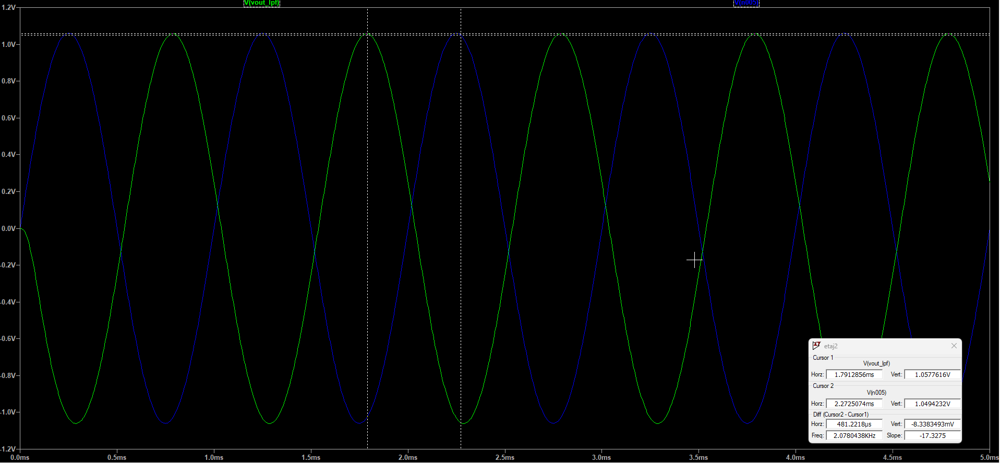 V(vout_lpf) V(n005)
1.2V
1.0V
0.8V
0.6V
0.4V
0.2V
0.0V
-0.2V
-0.4V
-0.6V
-0.8V
-1.0V
-1.2V
0.0ms 0.5ms 1.0ms 1.5ms 2.0ms 2.5ms 3.0ms 3.5ms 4.0ms 4.5ms 5.0ms
etaj2
Cursor 1
V(vout_lpf)
Horz: 1.7912856ms Vert: 1.0577616V
Cursor 2
V(n005)
Horz: 2.2725074ms Vert: 1.0494232V
Diff (Cursor2 - Cursor1)
Horz: 481.2218µs Vert: -8.3383493mV
Freq: 2.0780438KHz Slope: -17.3275